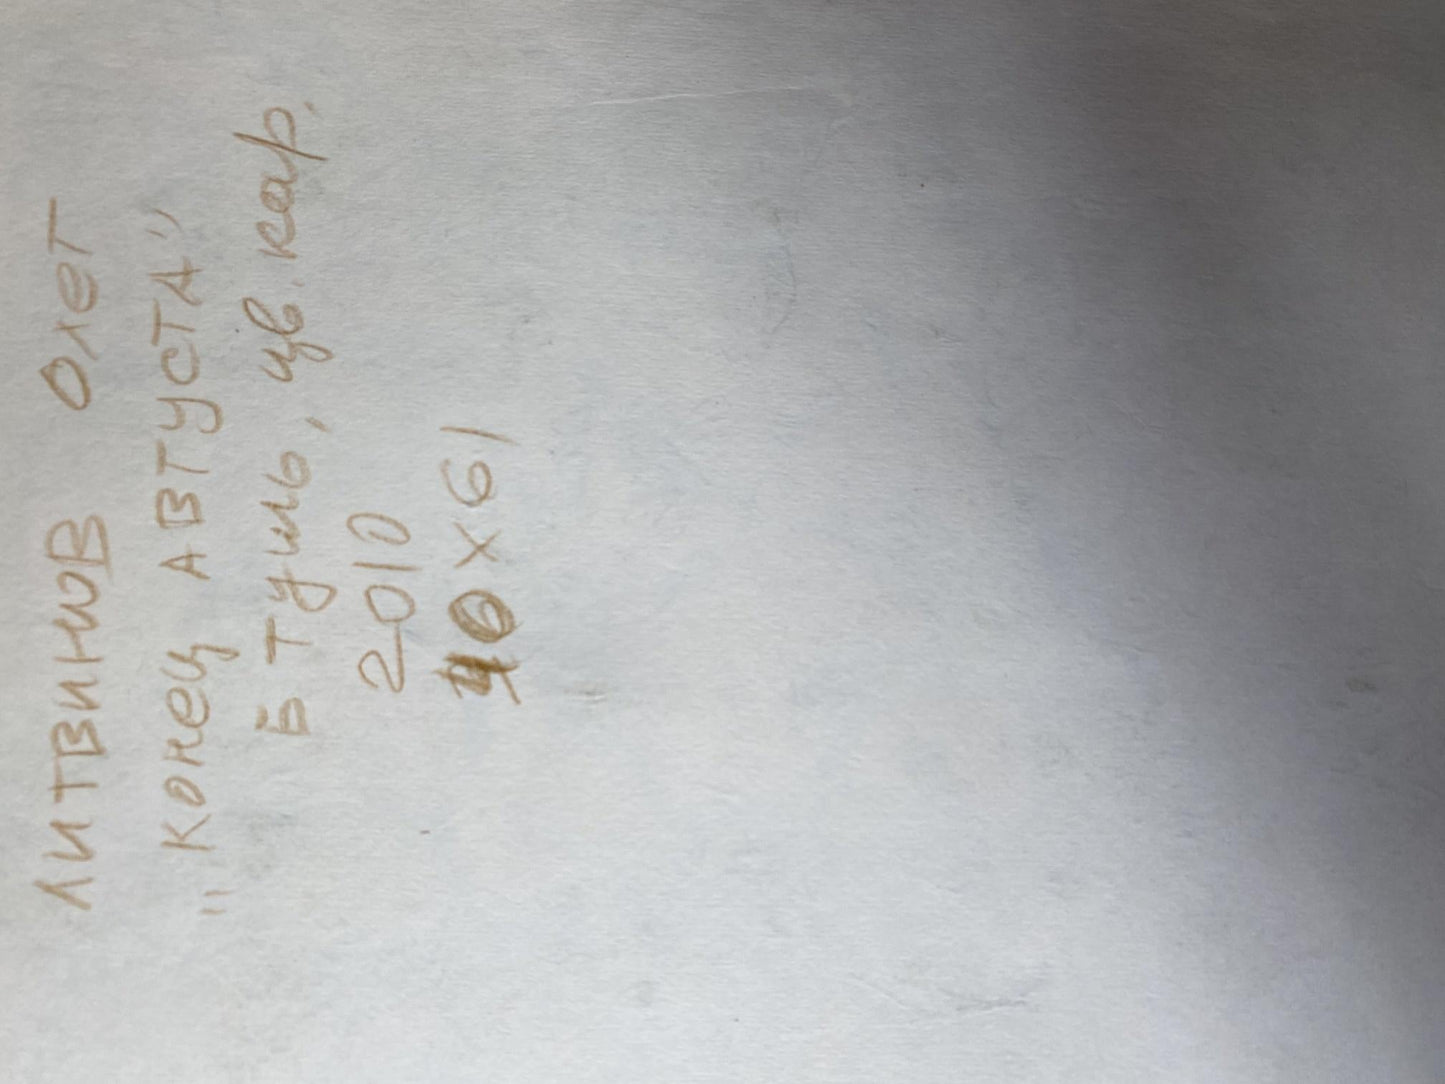 ЛИТВИНОВ Олег
"КОНЕЦ АВГУСТА"
Б тушь, цв. кар.
2010
40 х 61